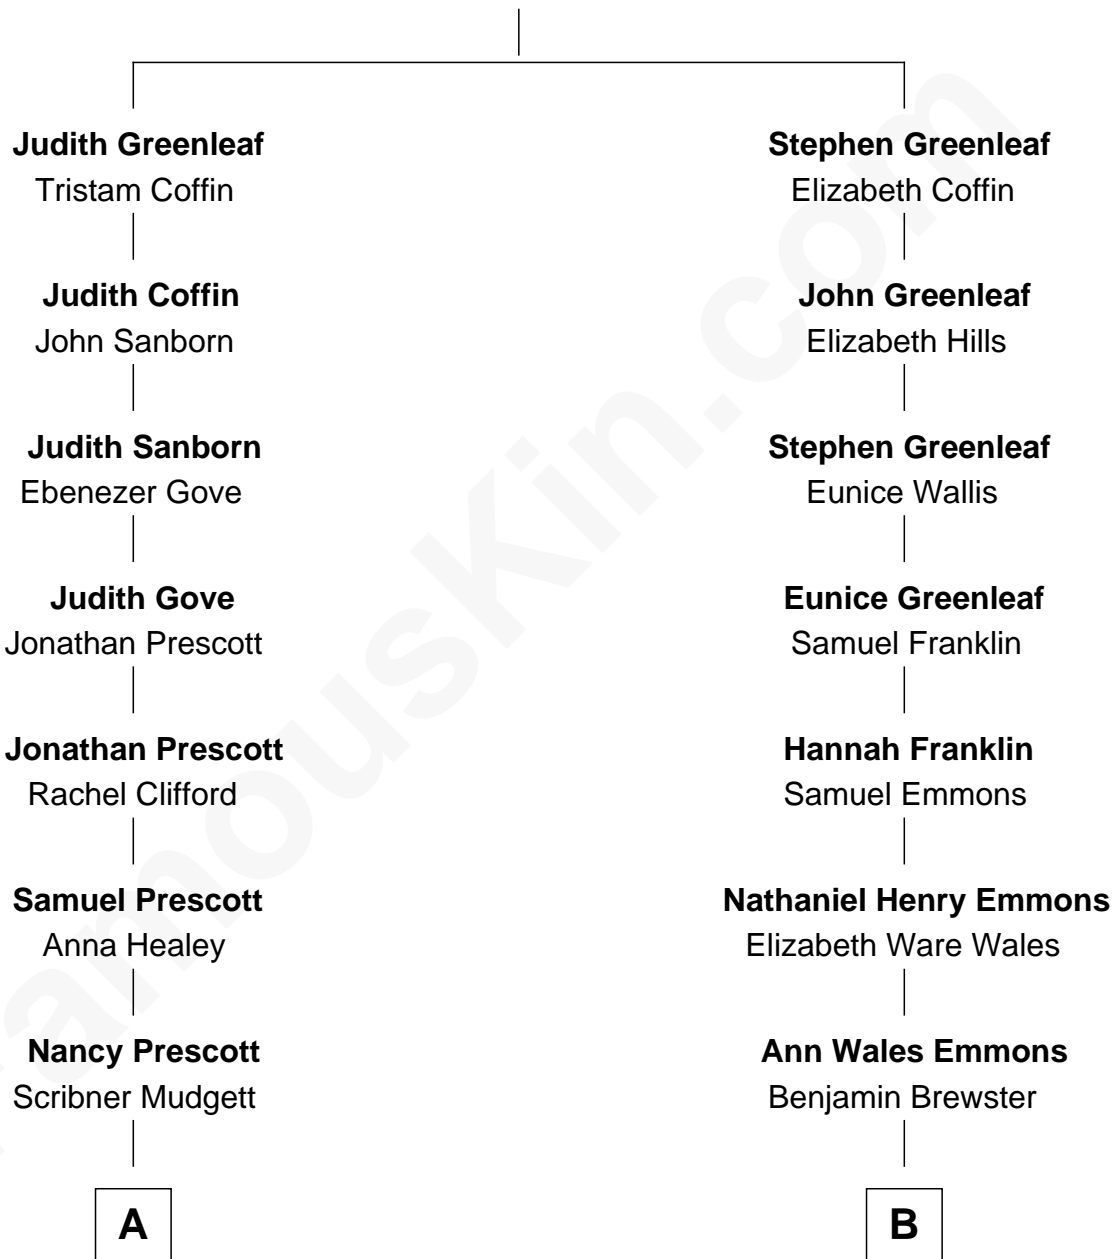 Judith Greenleaf
Tristam Coffin
Judith Coffin
John Sanborn
Judith Sanborn
Ebenezer Gove
Judith Gove
Jonathan Prescott
Jonathan Prescott
Rachel Clifford
Samuel Prescott
Anna Healey
Nancy Prescott
Scribner Mudgett
A
Stephen Greenleaf
Elizabeth Coffin
John Greenleaf
Elizabeth Hills
Stephen Greenleaf
Eunice Wallis
Eunice Greenleaf
Samuel Franklin
Hannah Franklin
Samuel Emmons
Nathaniel Henry Emmons
Elizabeth Ware Wales
Ann Wales Emmons
Benjamin Brewster
B
FamousKin.com